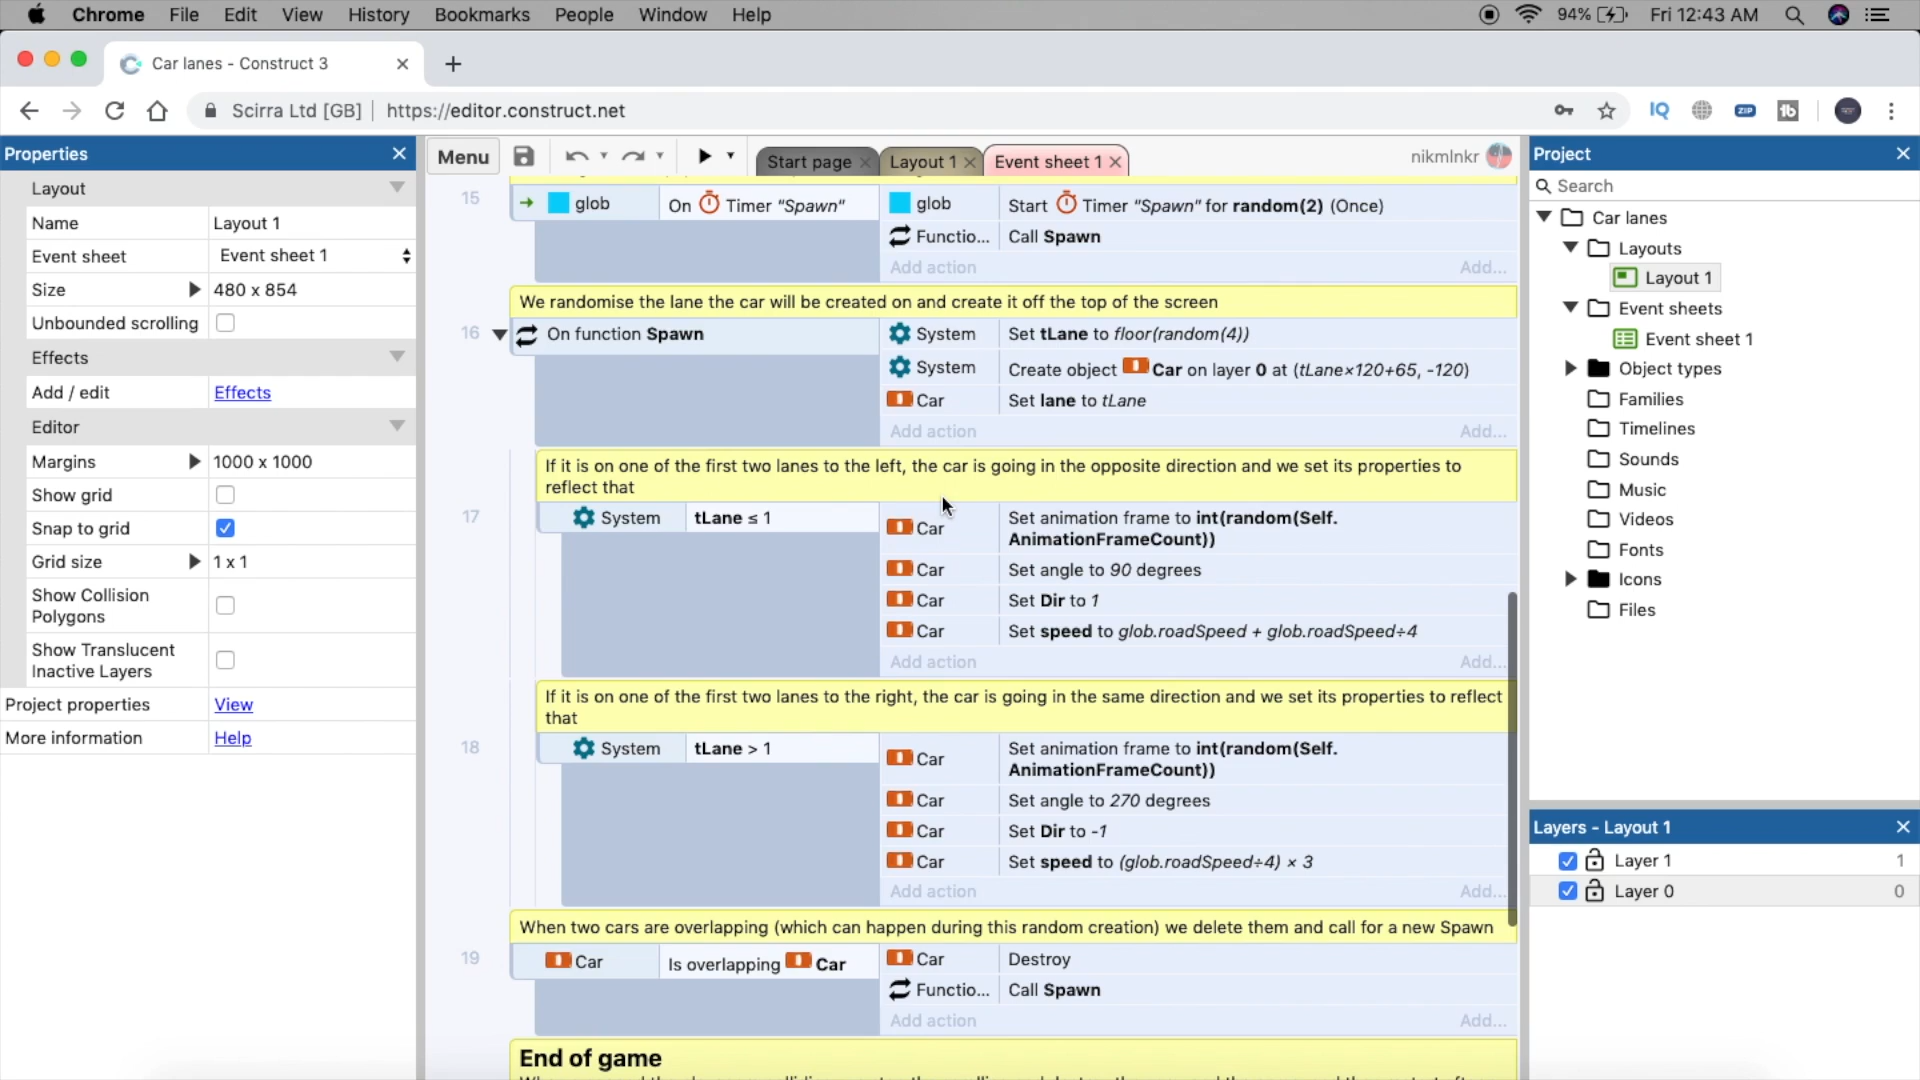 Chrome File Edit View History Bookmarks People Window Help 94% Fri 12:43 AM
Car lanes - Construct 3
Scirra Ltd [GB] | https://editor.construct.net
IQ ZIP tb
Properties
Layout
Name Layout 1
Event sheet Event sheet 1
Size 480 x 854
Unbounded scrolling
Effects
Add / edit Effects
Editor
Margins 1000 x 1000
Show grid
Snap to grid
Grid size 1 x 1
Show Collision
Polygons
Show Translucent
Inactive Layers
Project properties View
More information Help
Menu
Start page Layout 1 Event sheet 1 nikmlnkr
15 glob On Timer "Spawn" glob Start Timer "Spawn" for random(2) (Once)
Functio... Call Spawn
Add action Add...
We randomise the lane the car will be created on and create it off the top of the screen
16 On function Spawn System Set tLane to floor(random(4))
System Create object Car on layer 0 at (tLane×120+65, -120)
Car Set lane to tLane
Add action Add...
If it is on one of the first two lanes to the left, the car is going in the opposite direction and we set its properties to
reflect that
17 System tLane ≤ 1 Car Set animation frame to int(random(Self.
AnimationFrameCount))
Car Set angle to 90 degrees
Car Set Dir to 1
Car Set speed to glob.roadSpeed + glob.roadSpeed÷4
Add action Add...
If it is on one of the first two lanes to the right, the car is going in the same direction and we set its properties to reflect
that
18 System tLane > 1 Car Set animation frame to int(random(Self.
AnimationFrameCount))
Car Set angle to 270 degrees
Car Set Dir to -1
Car Set speed to (glob.roadSpeed÷4) × 3
Add action Add...
When two cars are overlapping (which can happen during this random creation) we delete them and call for a new Spawn
19 Car Is overlapping Car Car Destroy
Functio... Call Spawn
Add action Add...
End of game
Project
Search
Car lanes
Layouts
Layout 1
Event sheets
Event sheet 1
Object types
Families
Timelines
Sounds
Music
Videos
Fonts
Icons
Files
Layers - Layout 1
Layer 1 1
Layer 0 0